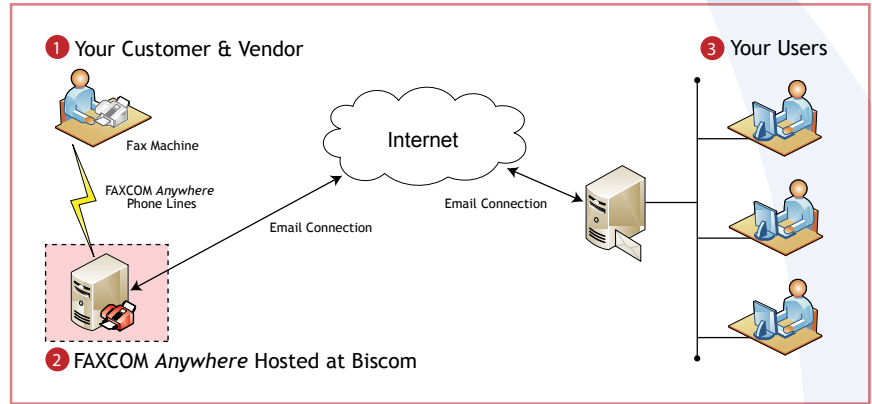 1 Your Customer & Vendor
Fax Machine
FAXCOM Anywhere
Phone Lines
Email Connection
2 FAXCOM Anywhere Hosted at Biscom
Internet
Email Connection
3 Your Users